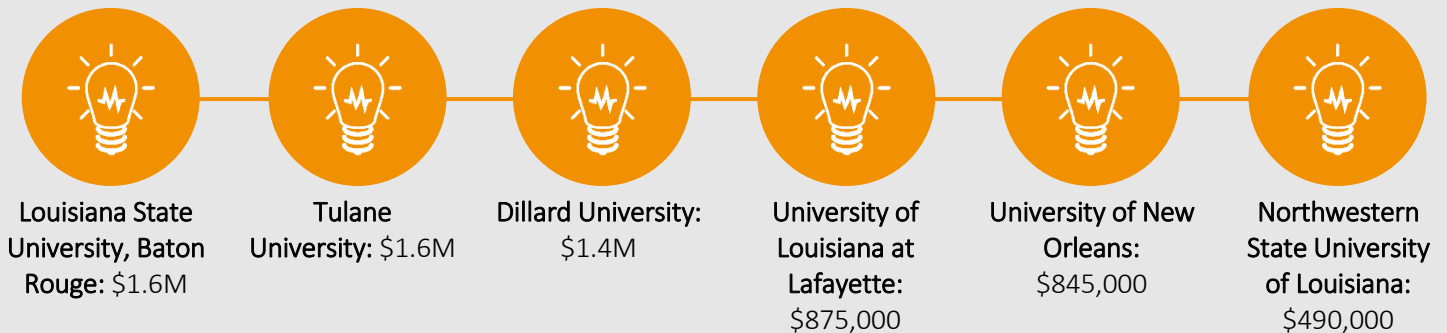 Louisiana State
University, Baton
Rouge: $1.6M
Tulane
University: $1.6M
Dillard University:
$1.4M
University of
Louisiana at
Lafayette:
$875,000
University of New
Orleans:
$845,000
Northwestern
State University
of Louisiana:
$490,000